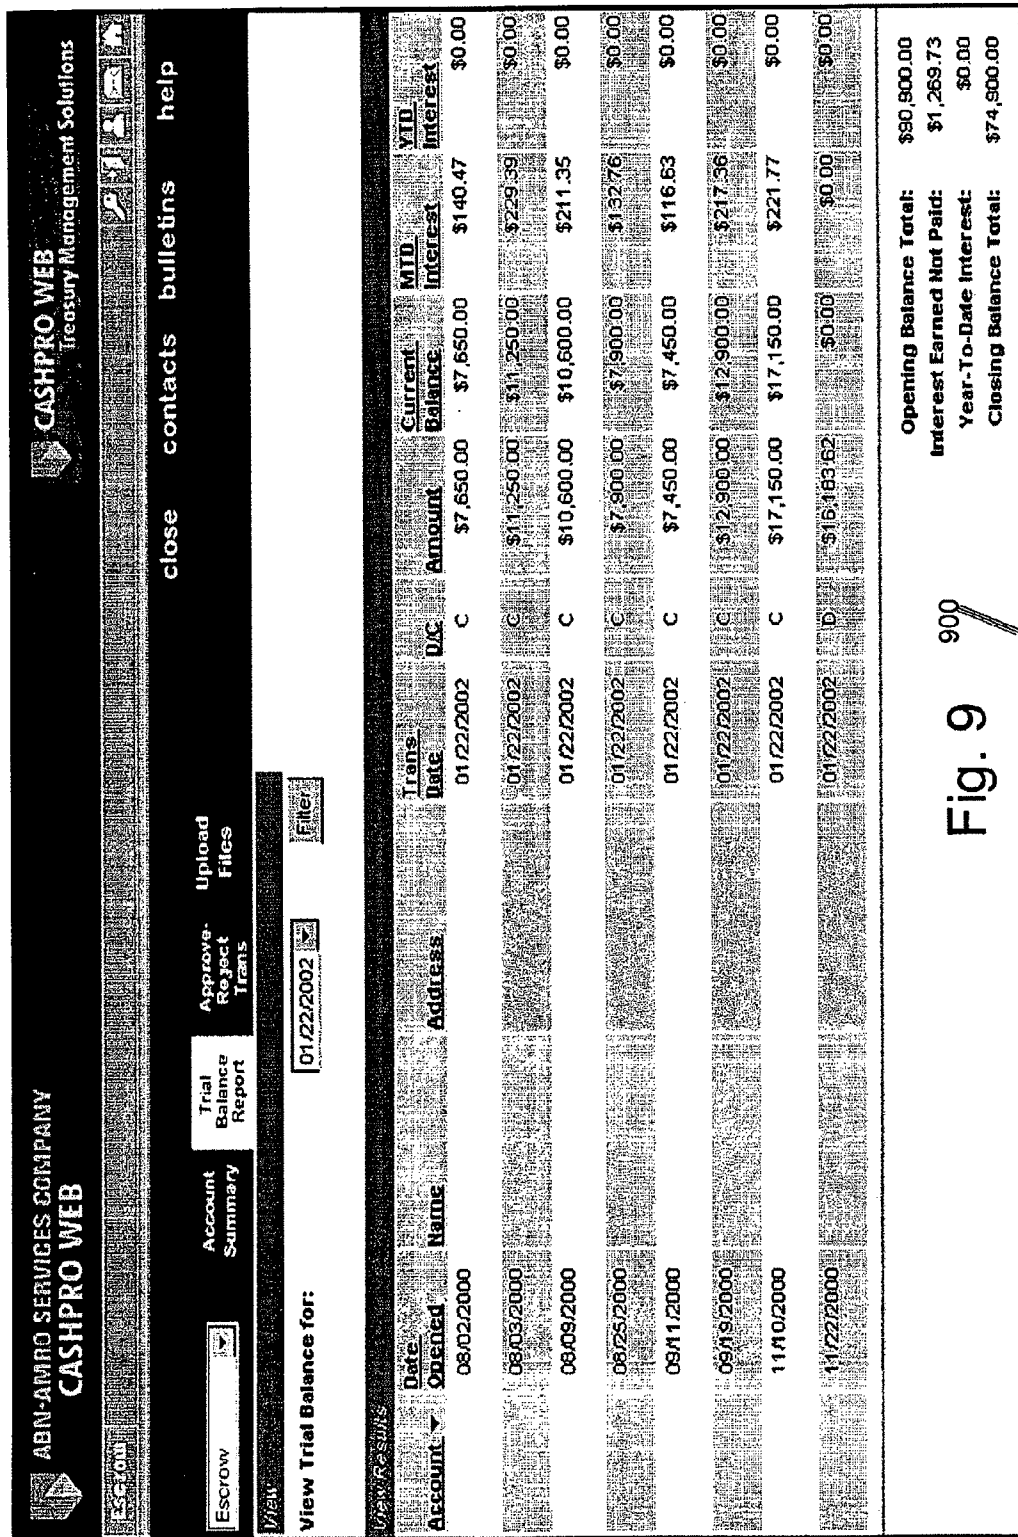 ABN-AMRO SERVICES COMPANY
CASHPRO WEB
CASHPRO WEB
Treasury Management Solutions
Escrow
close contacts bulletins help
Escrow
Account Summary
Trial Balance Report
Approve-Reject Trans
Upload Files
View
View Trial Balance for: 01/22/2002 Filter
View Results
Account Date Opened Name Address Trans Date D/C Amount Current Balance MTD Interest YTD Interest
08/02/2000 01/22/2002 C $7,650.00 $7,650.00 $140.47 $0.00
08/03/2000 01/22/2002 C $11,250.00 $11,250.00 $229.39 $0.00
08/09/2000 01/22/2002 C $10,600.00 $10,600.00 $211.35 $0.00
08/25/2000 01/22/2002 C $7,900.00 $7,900.00 $132.76 $0.00
09/11/2000 01/22/2002 C $7,450.00 $7,450.00 $116.63 $0.00
09/19/2000 01/22/2002 C $12,900.00 $12,900.00 $217.36 $0.00
11/10/2000 01/22/2002 C $17,150.00 $17,150.00 $221.77 $0.00
11/22/2000 01/22/2002 D $16,183.62 $0.00 $0.00 $0.00
Opening Balance Total: $90,900.00
Interest Earned Not Paid: $1,269.73
Year-To-Date Interest: $0.00
Closing Balance Total: $74,900.00
Fig. 9
900